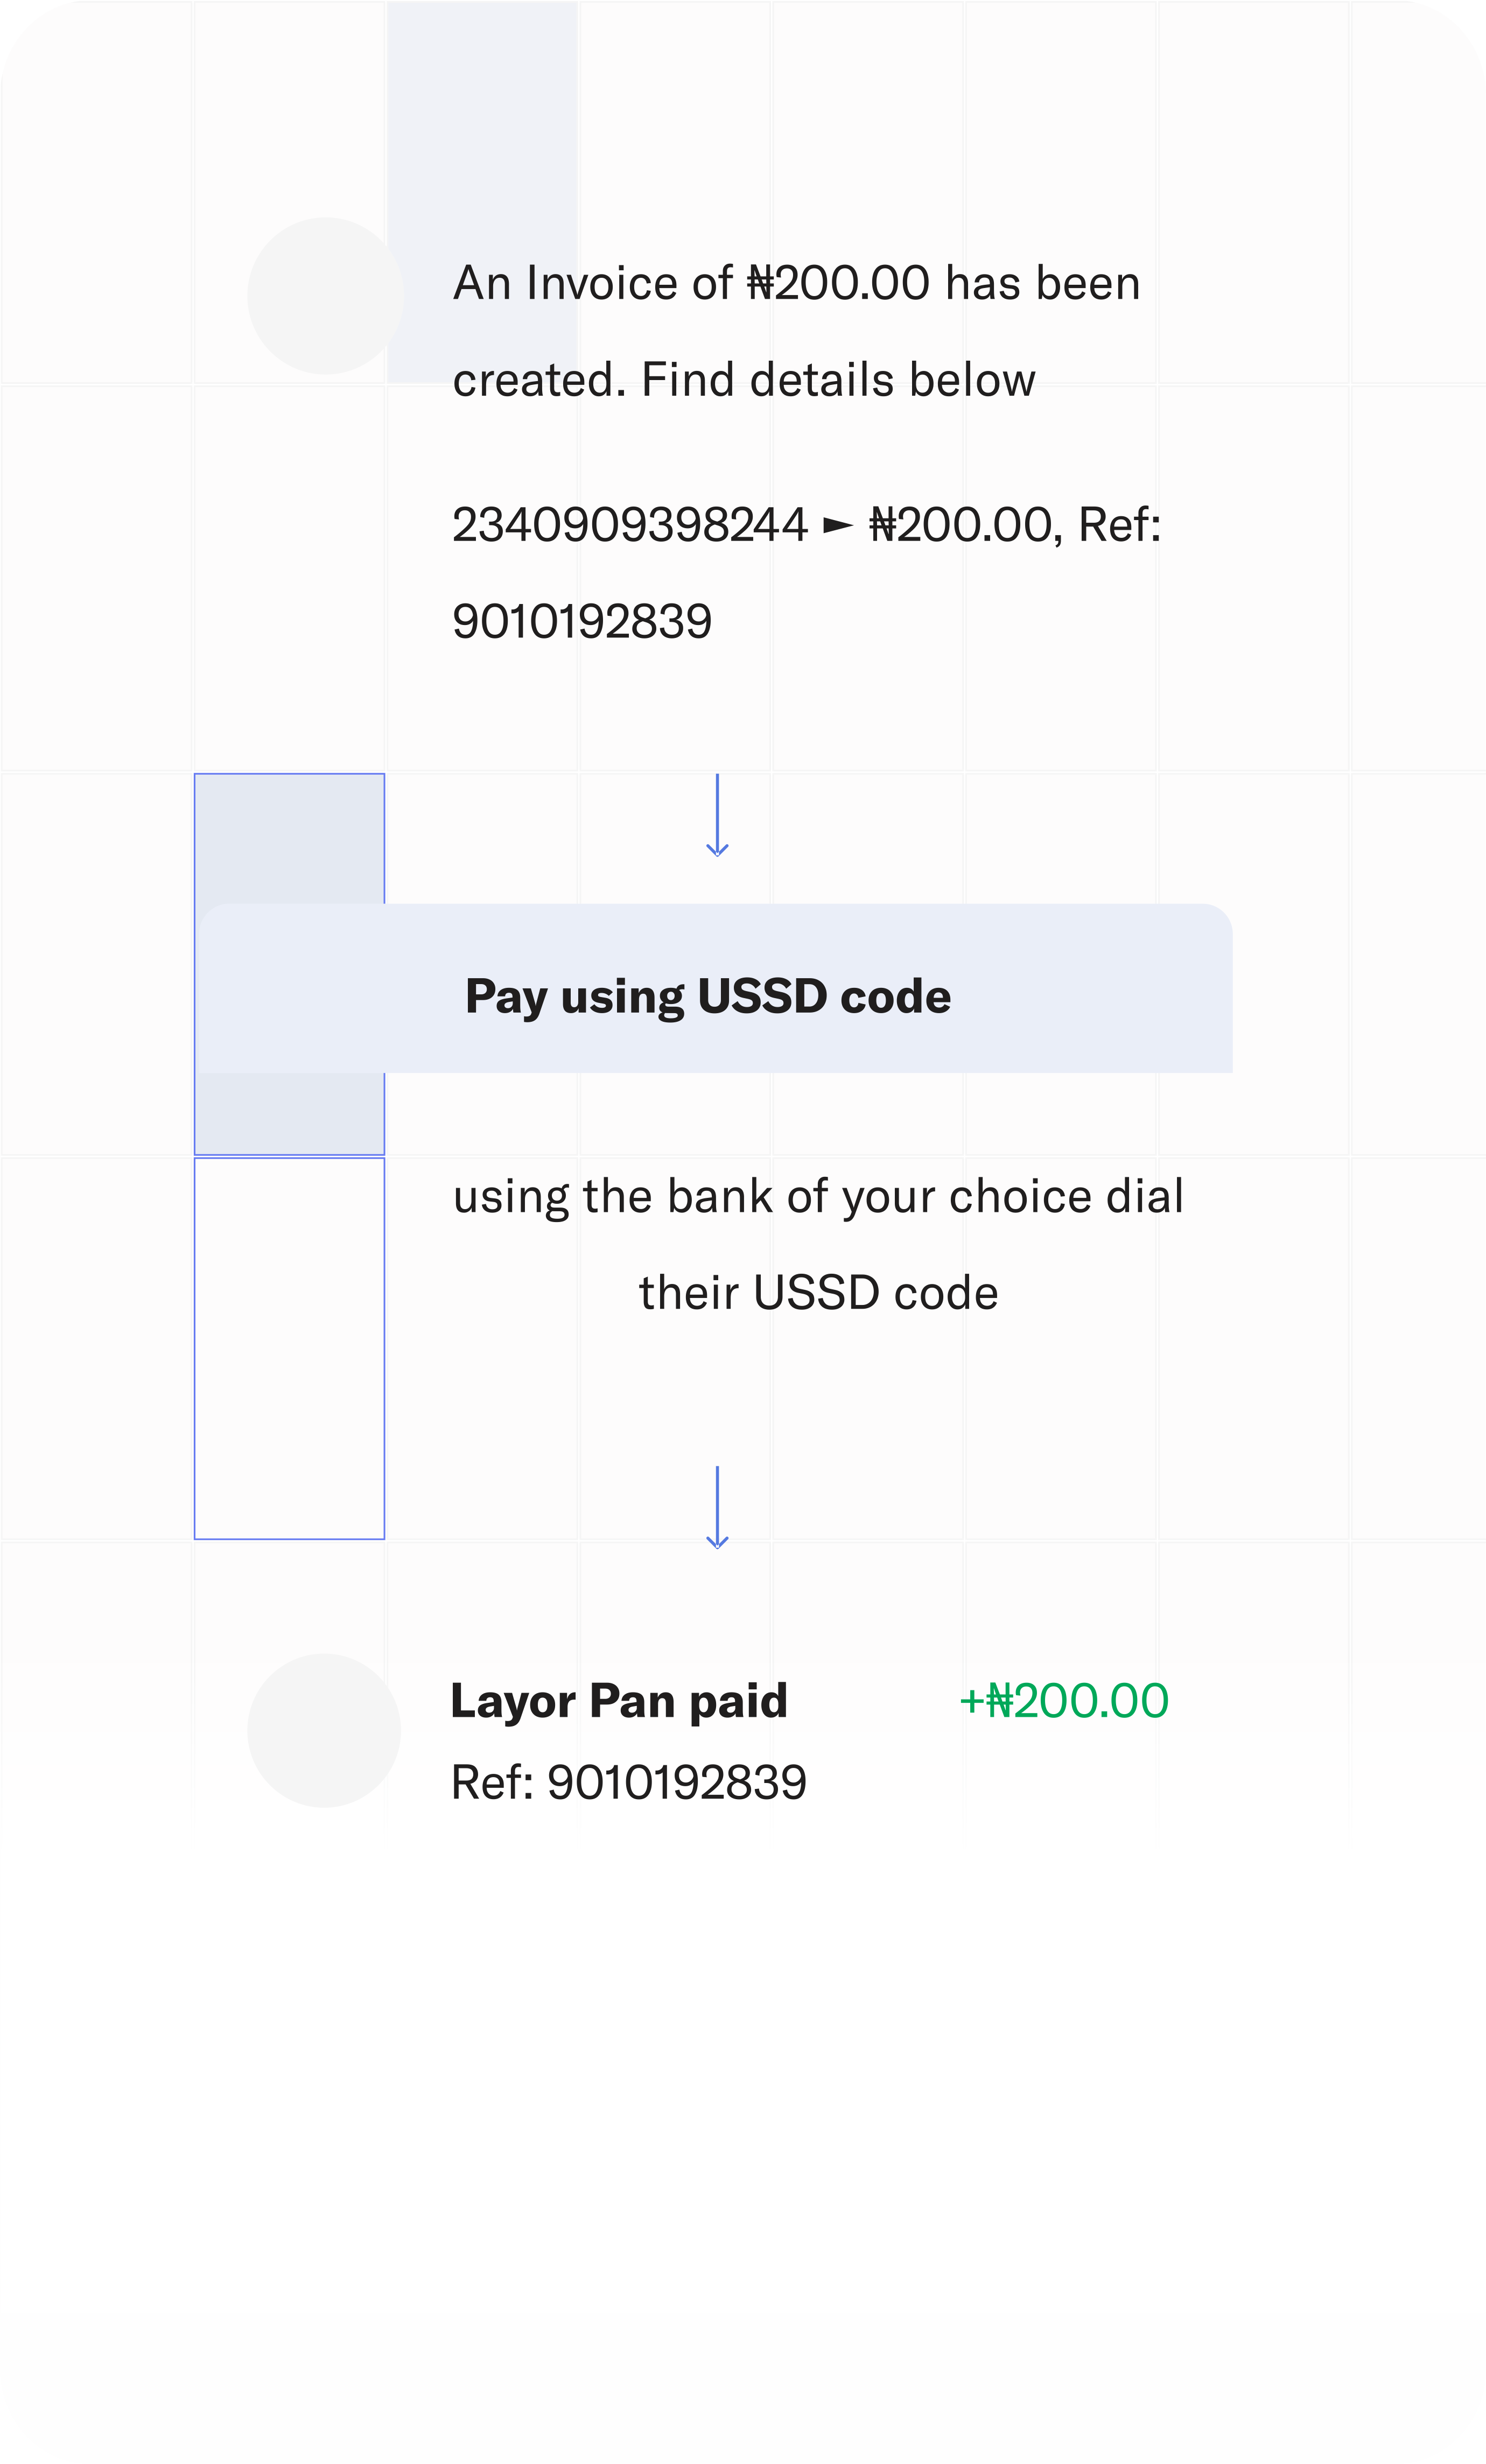 An Invoice of ₦200.00 has been
created. Find details below
2340909398244 ► ₦200.00, Ref:
9010192839
Pay using USSD code
using the bank of your choice dial
their USSD code
Layor Pan paid +₦200.00
Ref: 9010192839